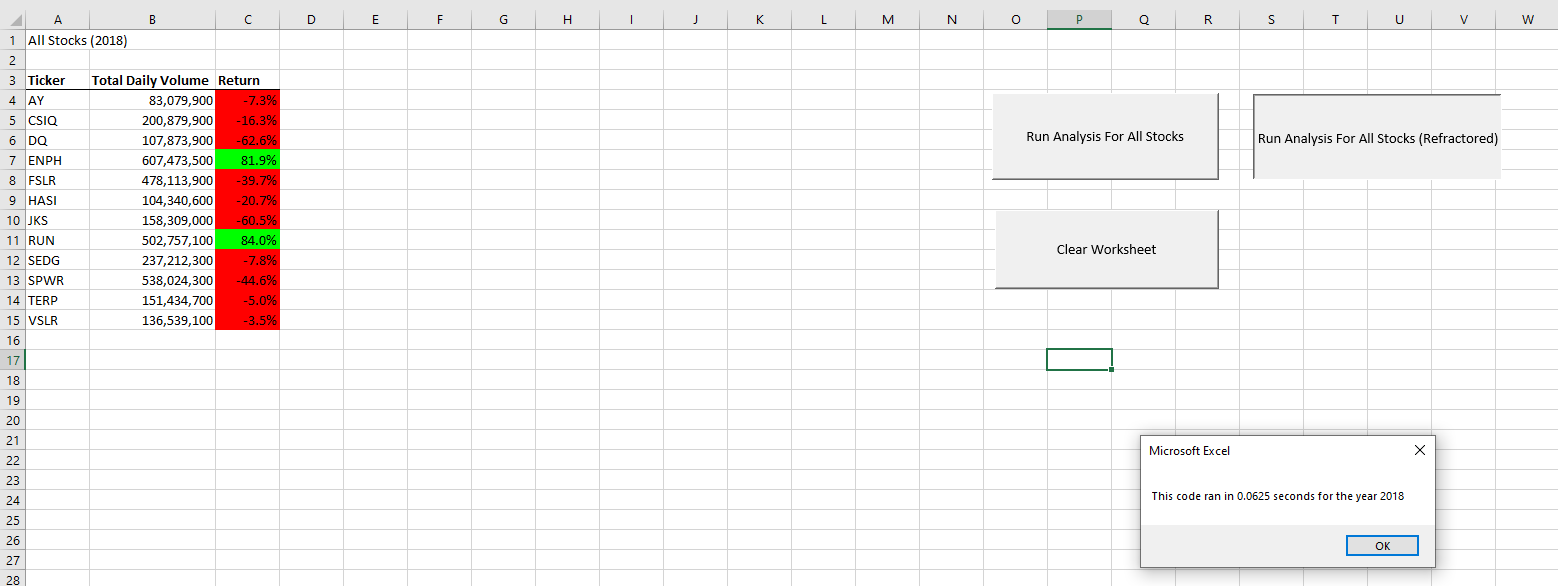 A B C D E F G H I J K L M N O P Q R S T U V W
1 All Stocks (2018)
2
3 Ticker Total Daily Volume Return
4 AY 83,079,900 -7.3%
5 CSIQ 200,879,900 -16.3%
6 DQ 107,873,900 -62.6%
7 ENPH 607,473,500 81.9%
8 FSLR 478,113,900 -39.7%
9 HASI 104,340,600 -20.7%
10 JKS 158,309,000 -60.5%
11 RUN 502,757,100 84.0%
12 SEDG 237,212,300 -7.8%
13 SPWR 538,024,300 -44.6%
14 TERP 151,434,700 -5.0%
15 VSLR 136,539,100 -3.5%
16
17
18
19
20
21
22
23
24
25
26
27
28
Run Analysis For All Stocks
Run Analysis For All Stocks (Refractored)
Clear Worksheet
Microsoft Excel
This code ran in 0.0625 seconds for the year 2018
OK